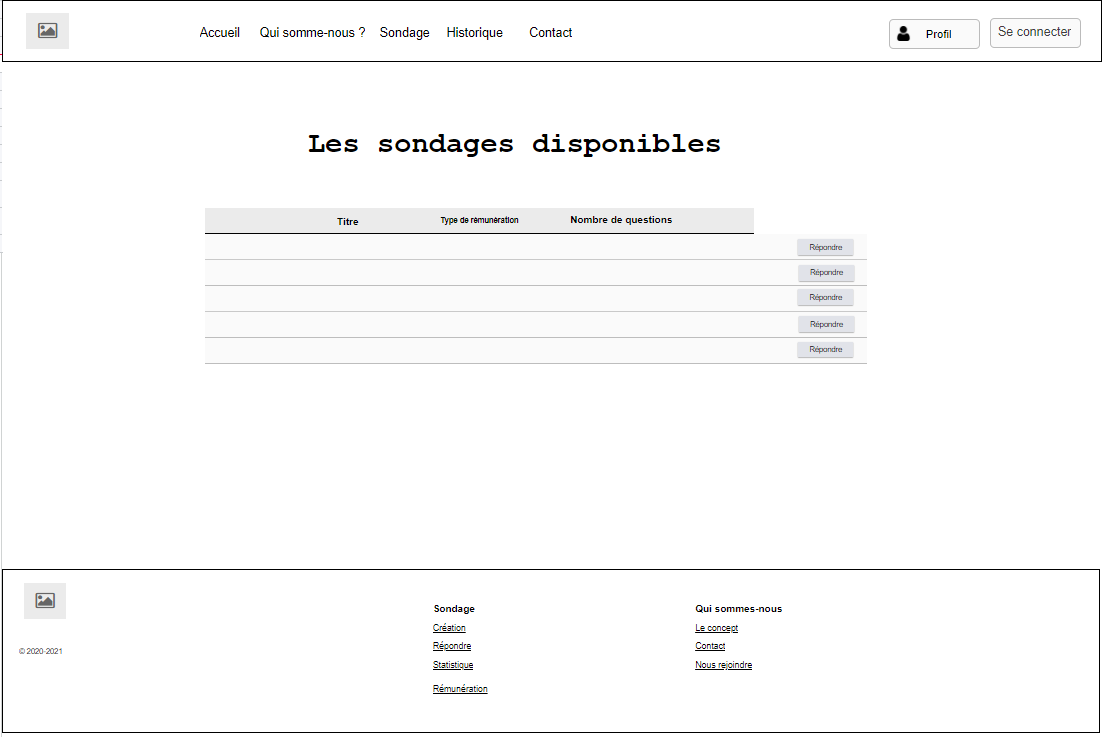 Accueil Qui somme-nous ? Sondage Historique Contact Profil Se connecter
Les sondages disponibles
Titre Type de rémunération Nombre de questions
Répondre
Répondre
Répondre
Répondre
Répondre
Sondage Qui sommes-nous
Création Le concept
Répondre Contact
© 2020-2021
Statistique Nous rejoindre
Rémunération